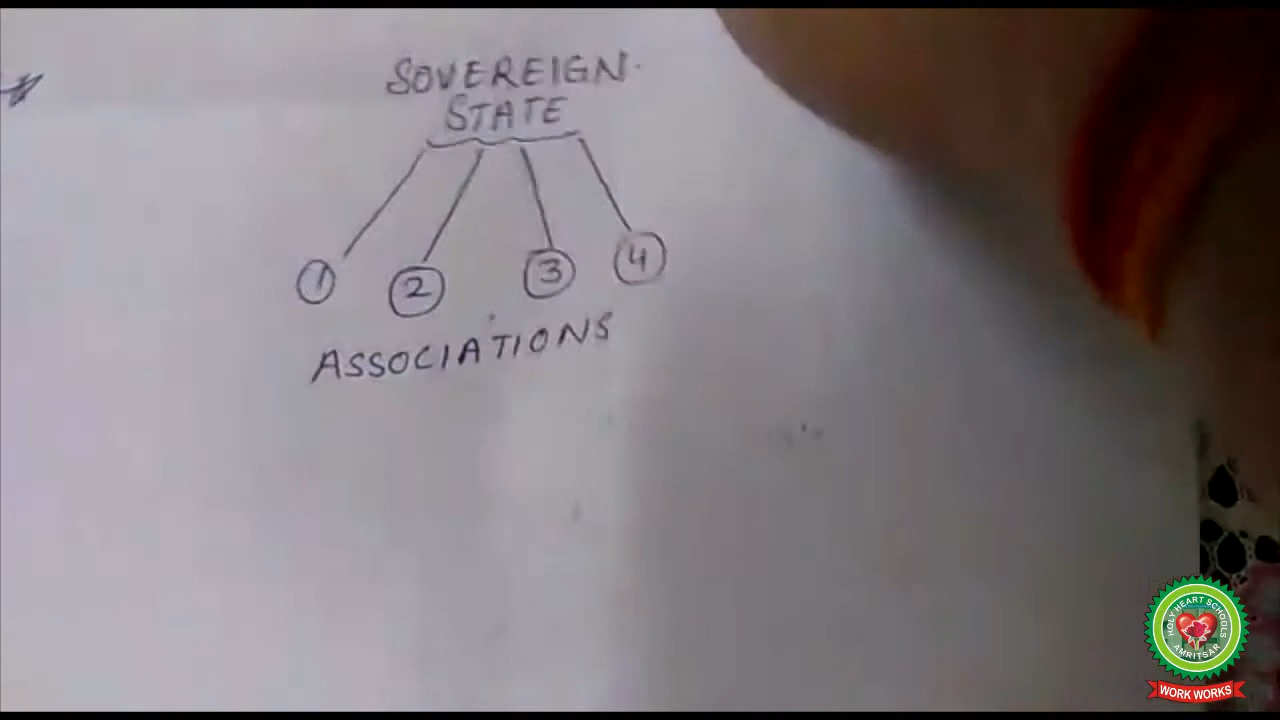 SOVEREIGN.
STATE
1 2 3 4
ASSOCIATIONS
HOLY HEART SCHOOLS
AMRITSAR
WORK WORKS